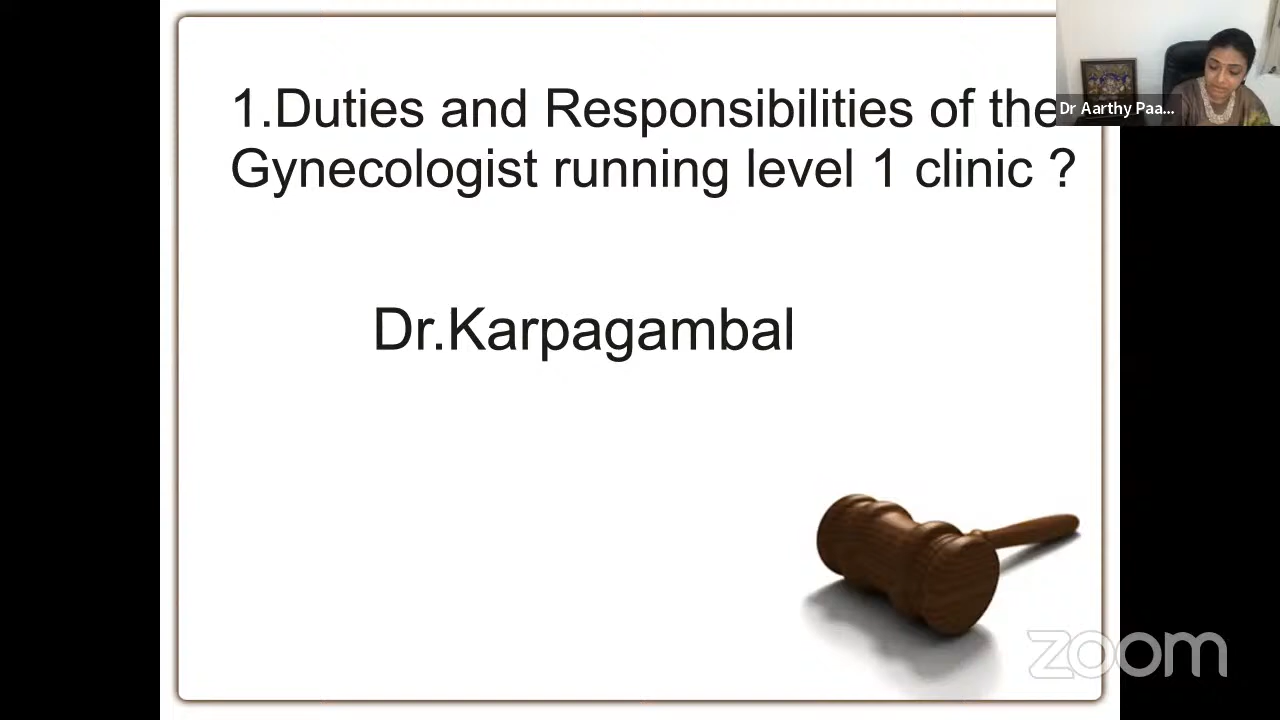 1.Duties and Responsibilities of the
Gynecologist running level 1 clinic ?
Dr.Karpagambal
Dr Aarthy Paa...
zoom